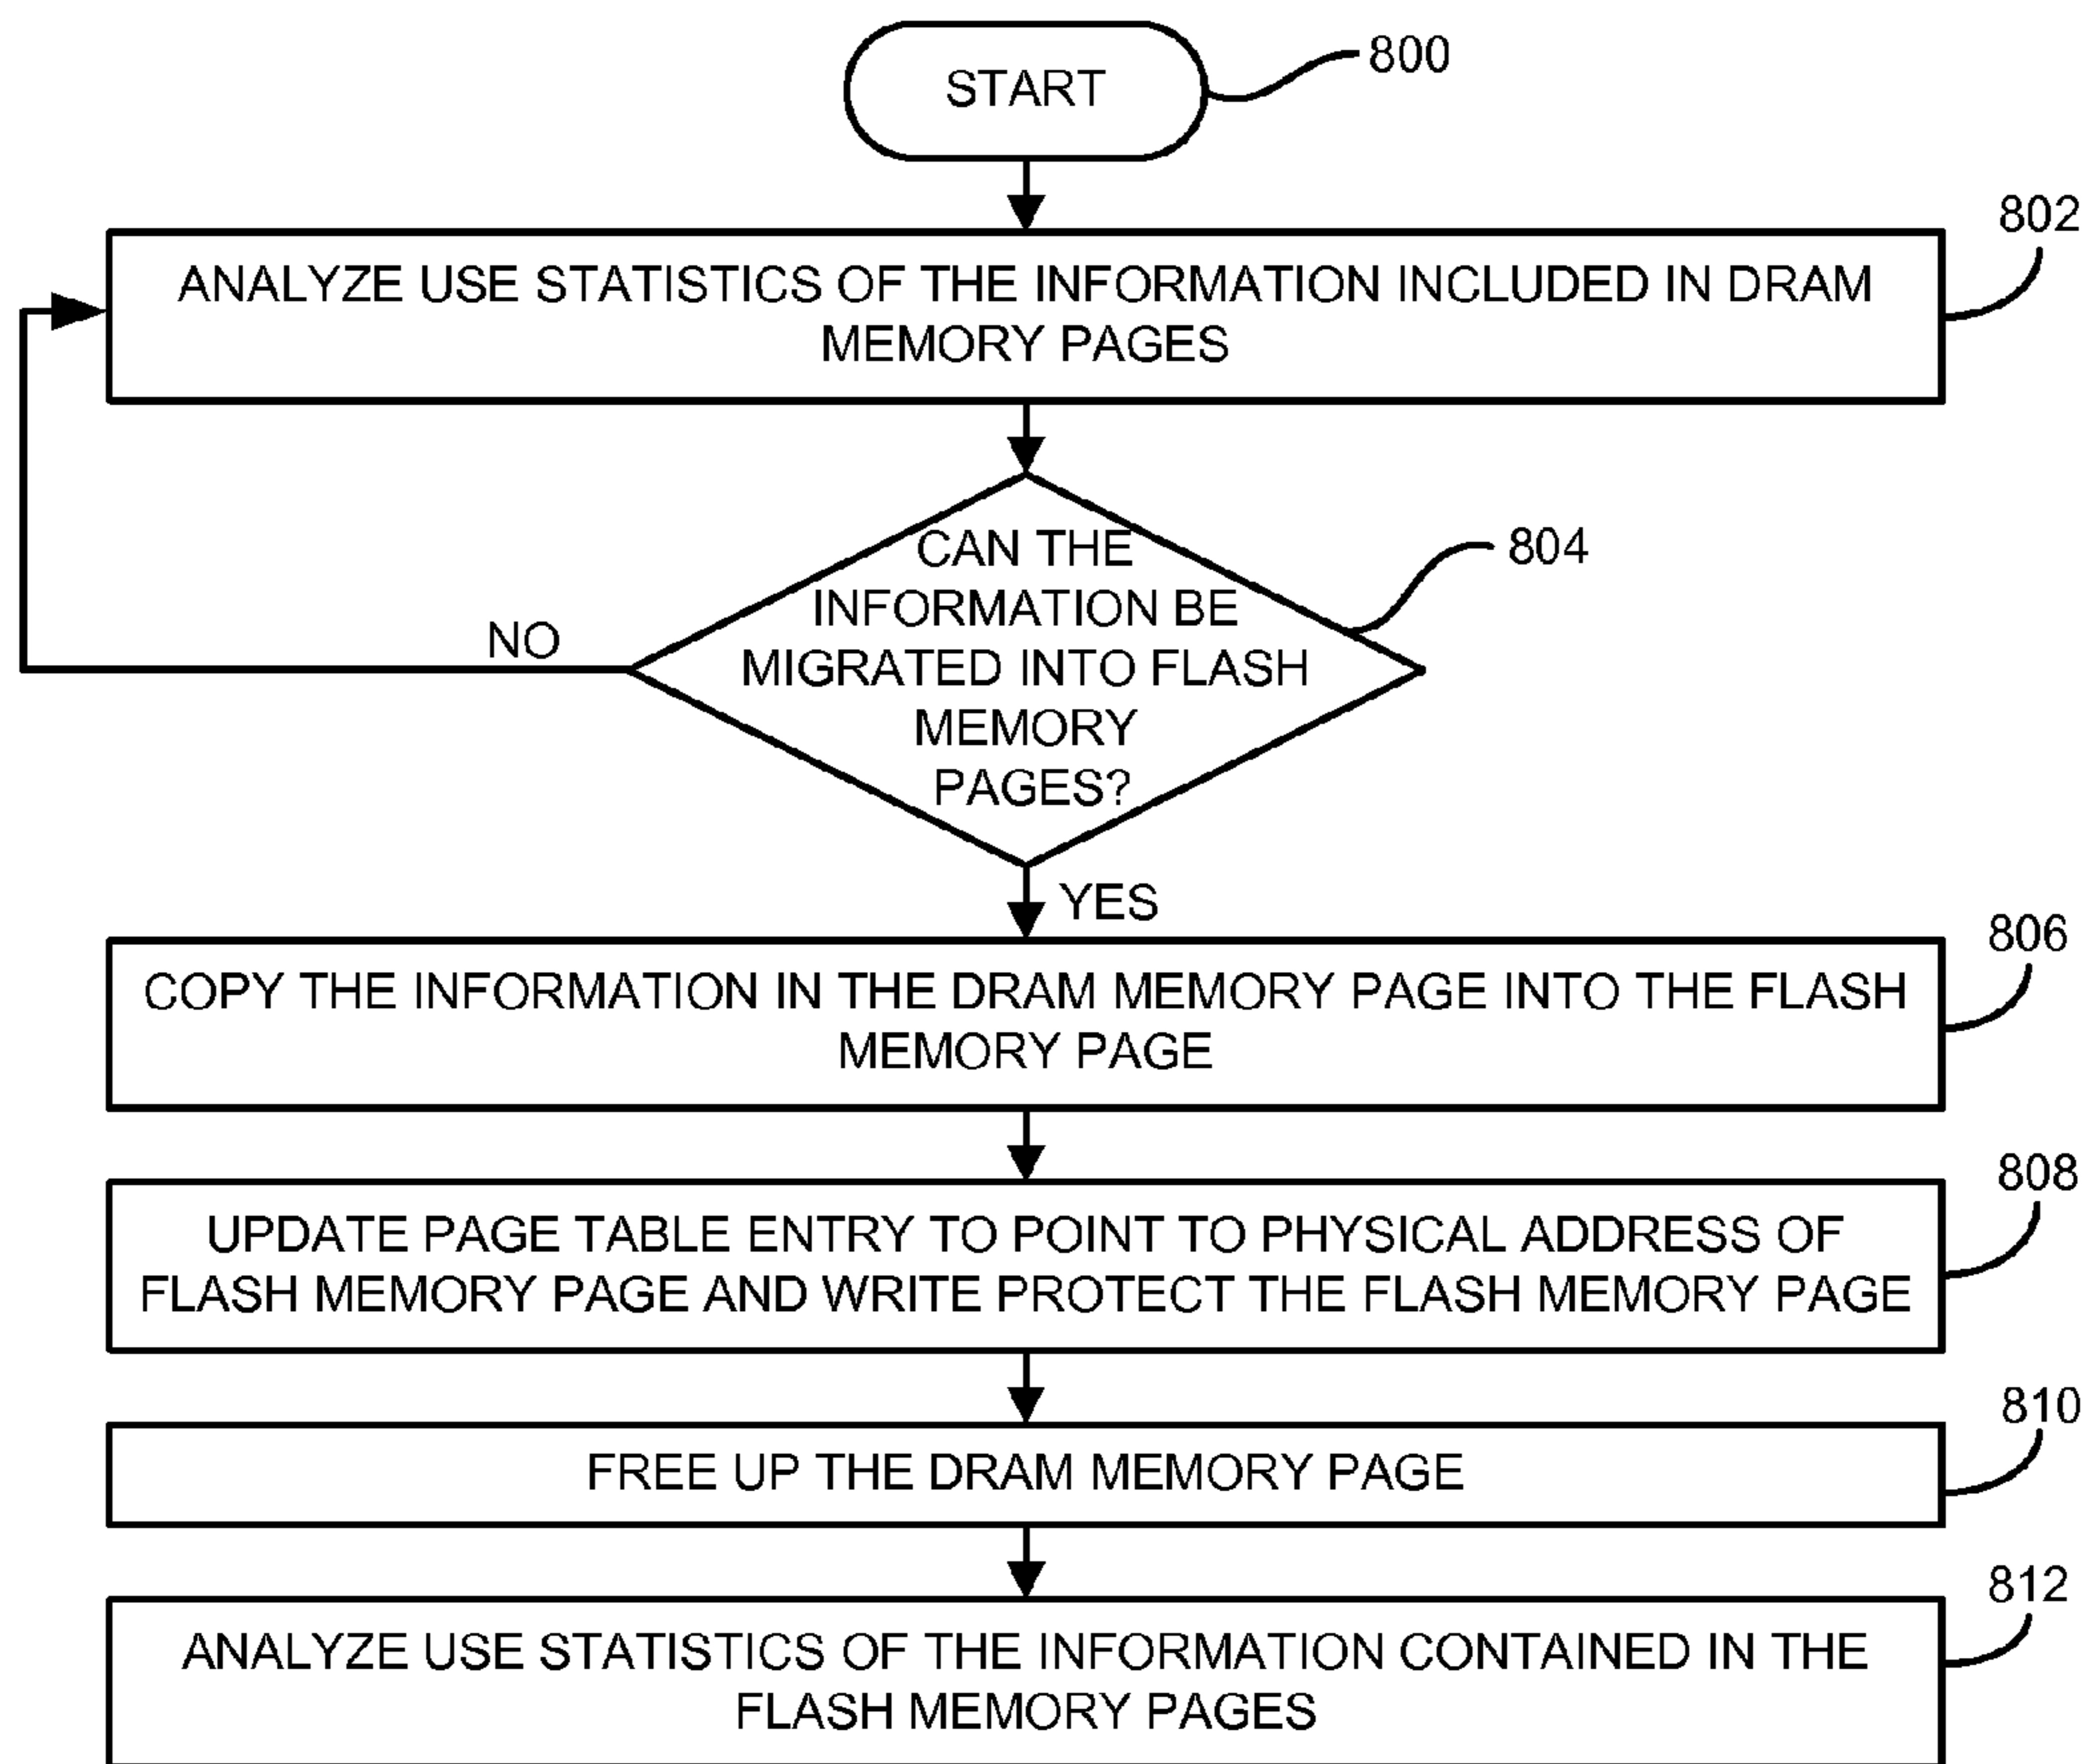 START
800
802
ANALYZE USE STATISTICS OF THE INFORMATION INCLUDED IN DRAM
MEMORY PAGES
CAN THE
INFORMATION BE
MIGRATED INTO FLASH
MEMORY
PAGES?
804
NO
YES
806
COPY THE INFORMATION IN THE DRAM MEMORY PAGE INTO THE FLASH
MEMORY PAGE
808
UPDATE PAGE TABLE ENTRY TO POINT TO PHYSICAL ADDRESS OF
FLASH MEMORY PAGE AND WRITE PROTECT THE FLASH MEMORY PAGE
810
FREE UP THE DRAM MEMORY PAGE
812
ANALYZE USE STATISTICS OF THE INFORMATION CONTAINED IN THE
FLASH MEMORY PAGES